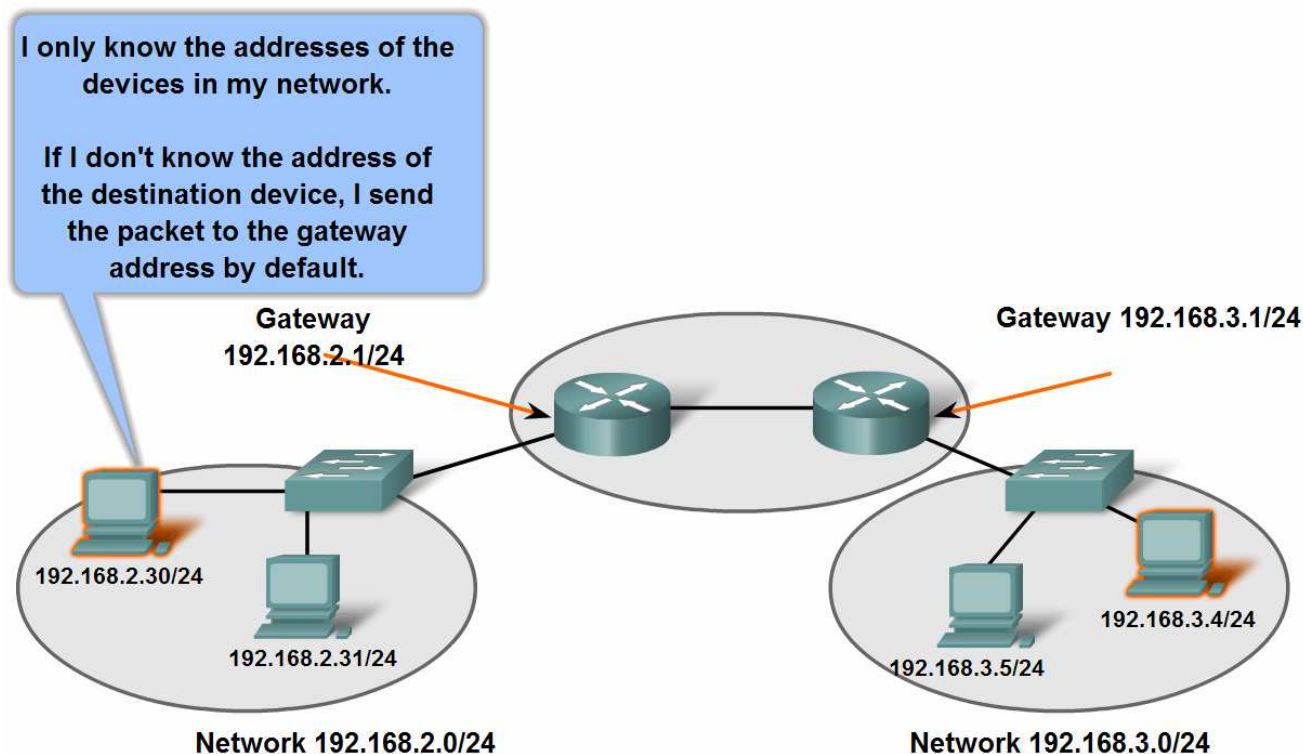 I only know the addresses of the
devices in my network.
If I don't know the address of
the destination device, I send
the packet to the gateway
address by default.
Gateway
192.168.2.1/24
Gateway 192.168.3.1/24
192.168.2.30/24
192.168.2.31/24
192.168.3.4/24
192.168.3.5/24
Network 192.168.2.0/24
Network 192.168.3.0/24